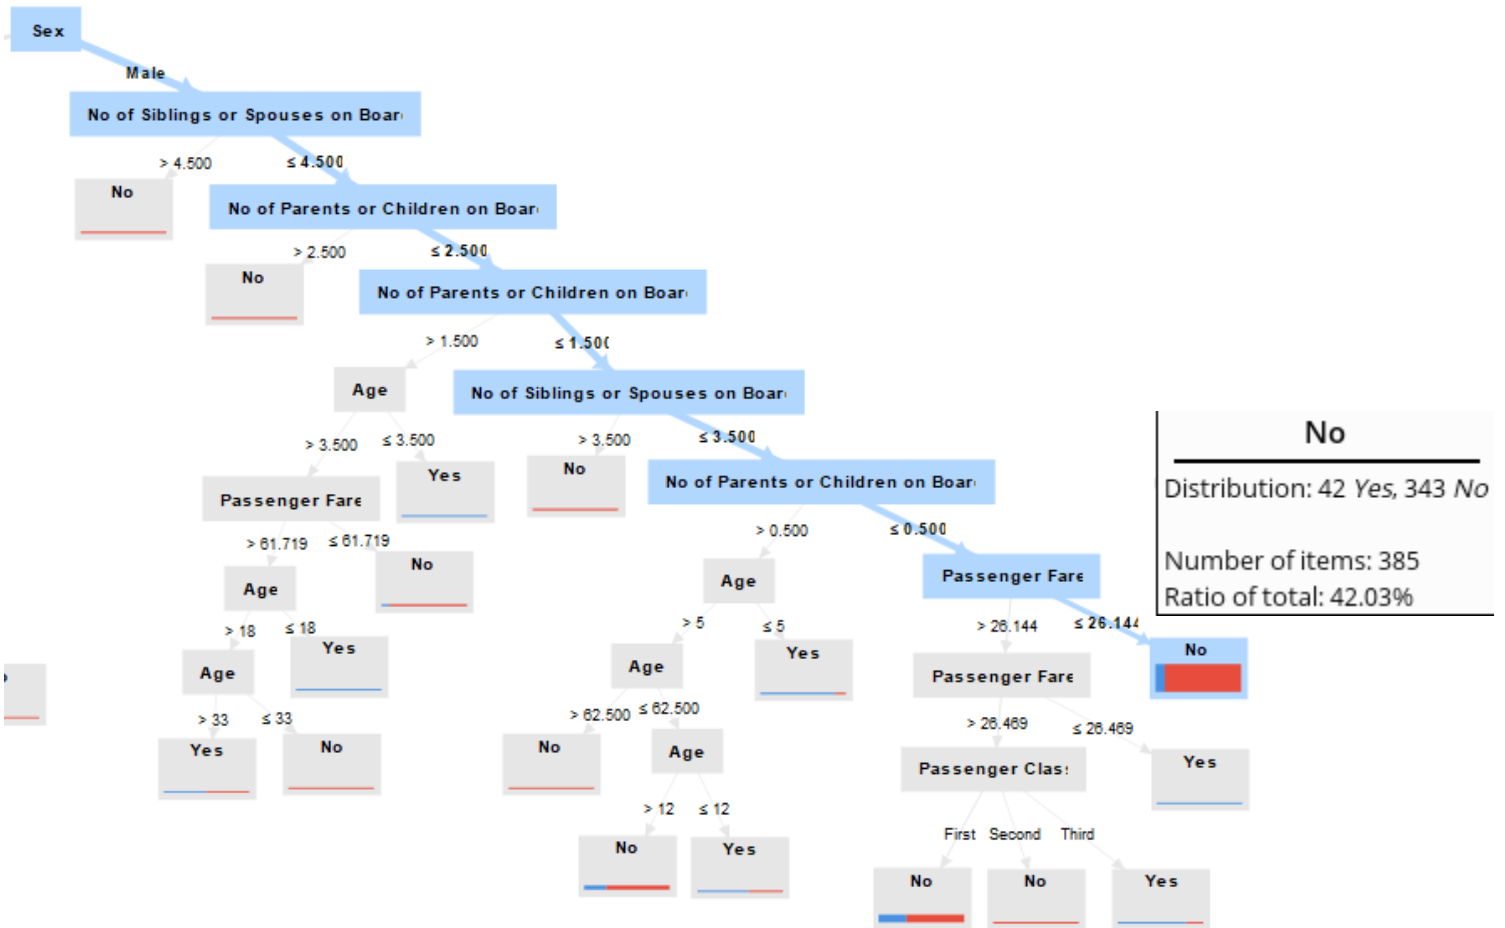 Sex
Male
No of Siblings or Spouses on Boar
> 4.500
≤ 4.500
No
No of Parents or Children on Boar
> 2.500
≤ 2.500
No
No of Parents or Children on Boar
> 1.500
≤ 1.500
Age
No of Siblings or Spouses on Boar
> 3.500
≤ 3.500
> 3.500
≤ 3.500
Yes
No
Passenger Fare
No of Parents or Children on Boar
> 61.719
≤ 61.719
> 0.500
≤ 0.500
No
Age
Age
Passenger Fare
> 18
≤ 18
> 5
≤ 5
> 26.144
≤ 26.144
Yes
Yes
No
Age
Age
Passenger Fare
> 33
≤ 33
> 62.500
≤ 62.500
> 26.469
≤ 26.469
Yes
No
No
Age
Passenger Clas
Yes
> 12
≤ 12
First
Second
Third
No
Yes
No
No
Yes
No
Distribution: 42 Yes, 343 No
Number of items: 385
Ratio of total: 42.03%